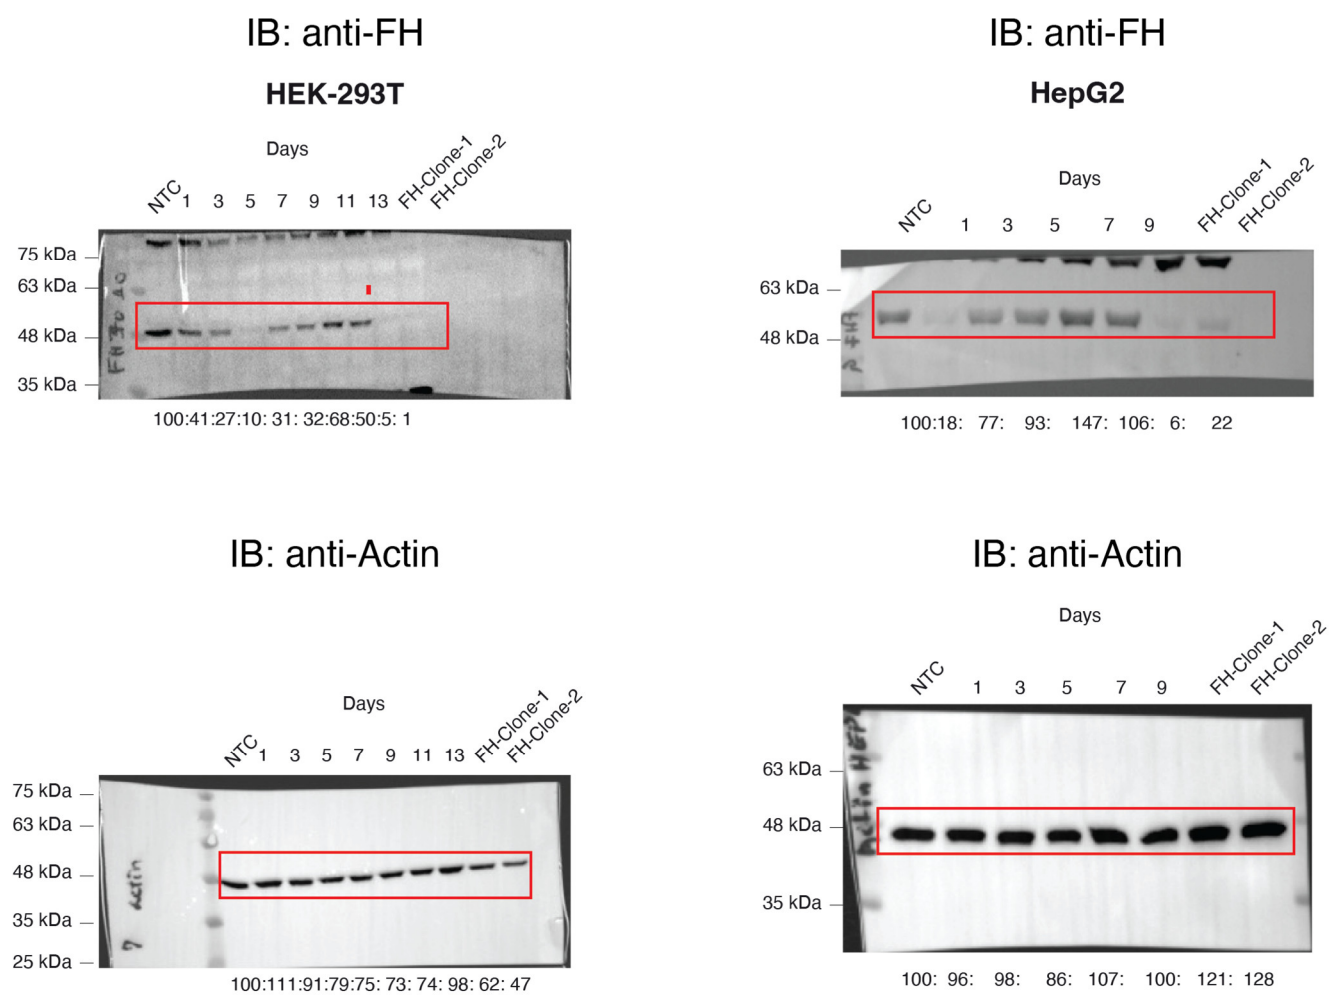 IB: anti-FH
HEK-293T
Days
NTC 1 3 5 7 9 11 13 FH-Clone-1 FH-Clone-2
75 kDa
63 kDa
48 kDa
35 kDa
100:41:27:10: 31: 32:68:50:5: 1
IB: anti-FH
HepG2
Days
NTC 1 3 5 7 9 FH-Clone-1 FH-Clone-2
63 kDa
48 kDa
100:18: 77: 93: 147: 106: 6: 22
IB: anti-Actin
Days
NTC 1 3 5 7 9 11 13 FH-Clone-1 FH-Clone-2
75 kDa
63 kDa
48 kDa
35 kDa
25 kDa
Actin
100:111:91:79:75: 73: 74: 98: 62: 47
IB: anti-Actin
Days
NTC 1 3 5 7 9 FH-Clone-1 FH-Clone-2
63 kDa
48 kDa
35 kDa
Actin HEP
100: 96: 98: 86: 107: 100: 121: 128